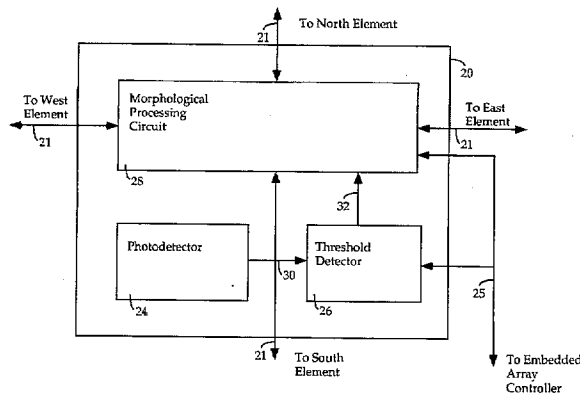 21
To North Element
20
To West
Element
21
Morphological
Processing
Circuit
28
To East
Element
21
32
Photodetector
24
30
Threshold
Detector
26
25
21
To South
Element
To Embedded
Array
Controller